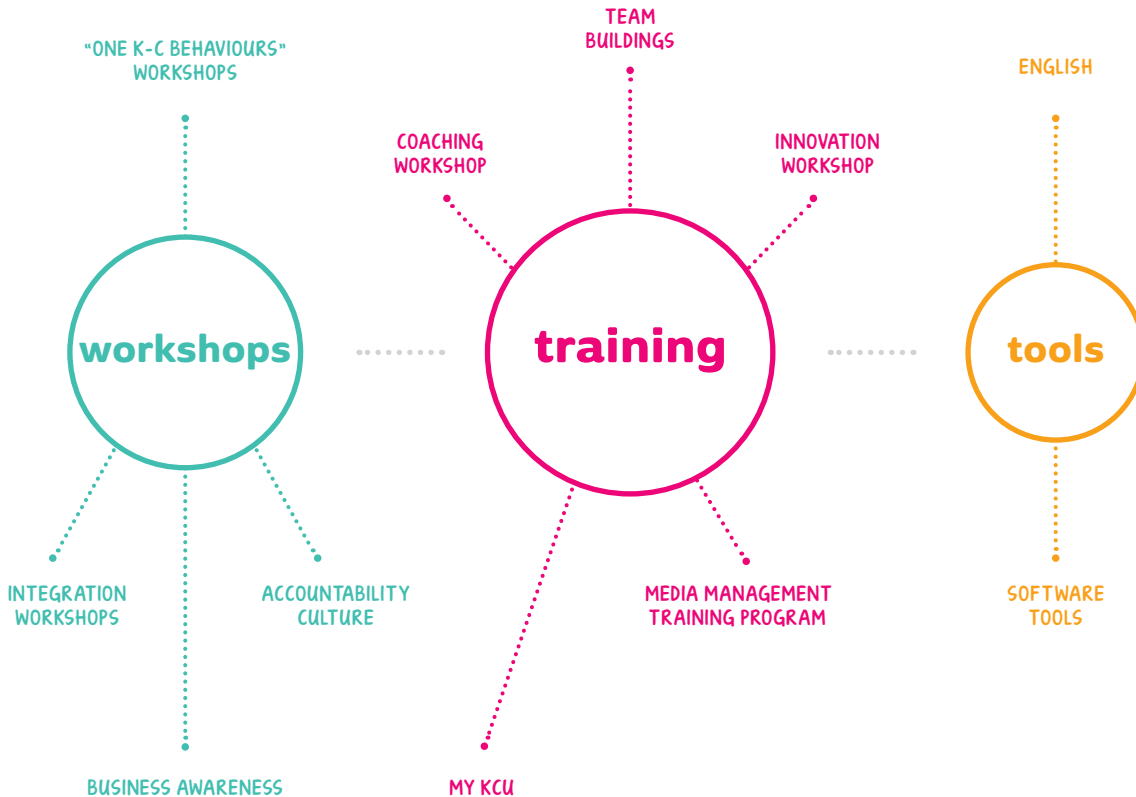 "ONE K-C BEHAVIOURS"
WORKSHOPS
workshops
INTEGRATION
WORKSHOPS
ACCOUNTABILITY
CULTURE
BUSINESS AWARENESS
TEAM
BUILDINGS
COACHING
WORKSHOP
INNOVATION
WORKSHOP
training
MEDIA MANAGEMENT
TRAINING PROGRAM
MY KCU
ENGLISH
tools
SOFTWARE
TOOLS